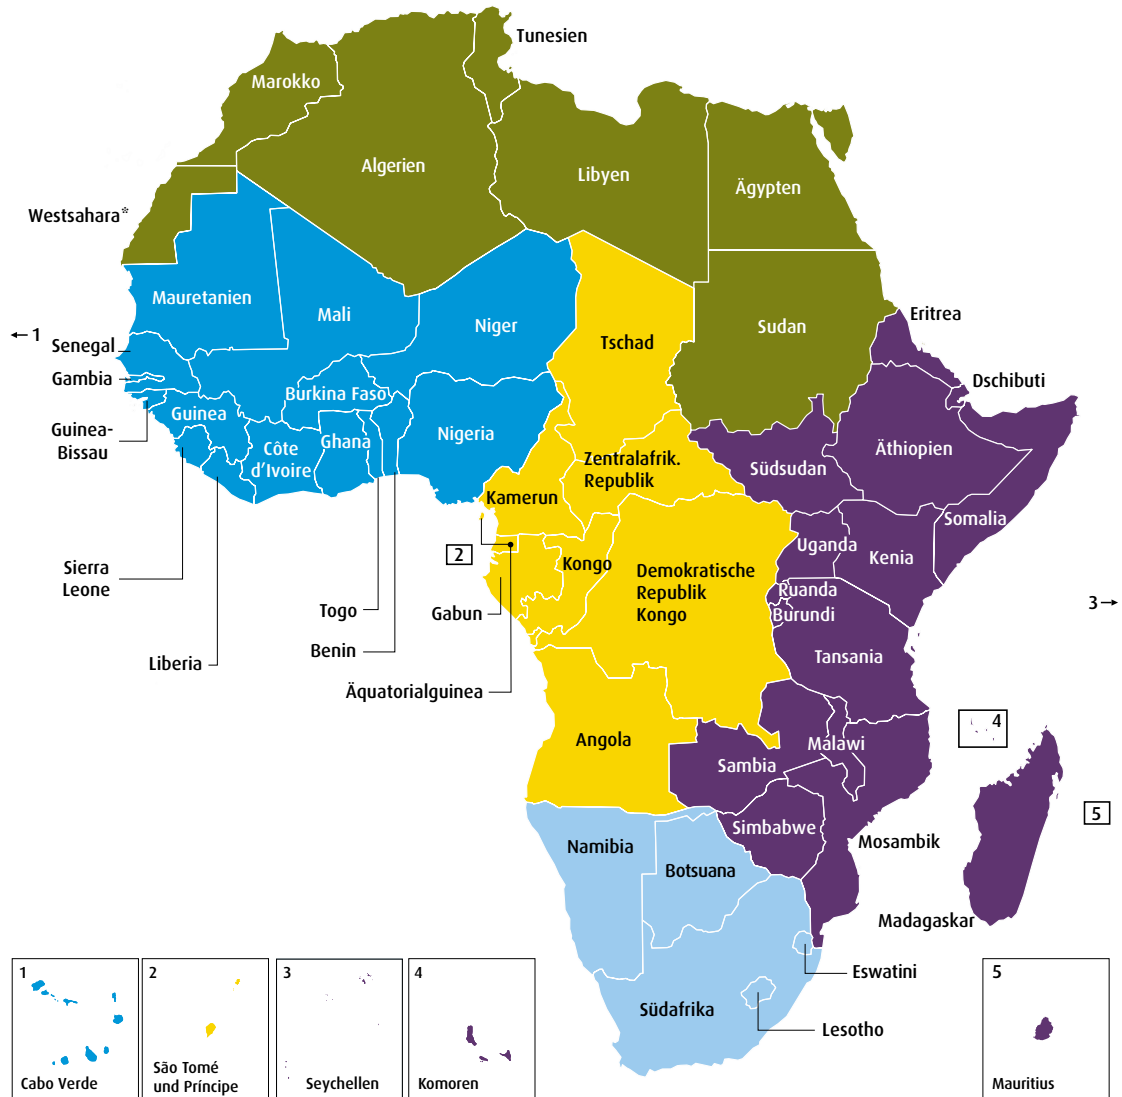 Tunesien
Marokko
Algerien
Libyen
Ägypten
Westsahara*
Mauretanien
Mali
Niger
Tschad
Sudan
Eritrea
←1
Senegal
Gambia
Dschibuti
Burkina Faso
Guinea
Guinea-
Bissau
Ghana
Nigeria
Côte
d’Ivoire
Äthiopien
Zentralafrik.
Republik
Südsudan
Kamerun
Somalia
Uganda
Kenia
2
Kongo
Sierra
Leone
Demokratische
Republik
Kongo
Ruanda
Burundi
3→
Togo
Gabun
Benin
Liberia
Tansania
Äquatorialguinea
4
Angola
Malawi
Sambia
5
Simbabwe
Namibia
Mosambik
Botsuana
Madagaskar
Eswatini
Südafrika
Lesotho
1
Cabo Verde
2
São Tomé
und Príncipe
3
Seychellen
4
Komoren
5
Mauritius